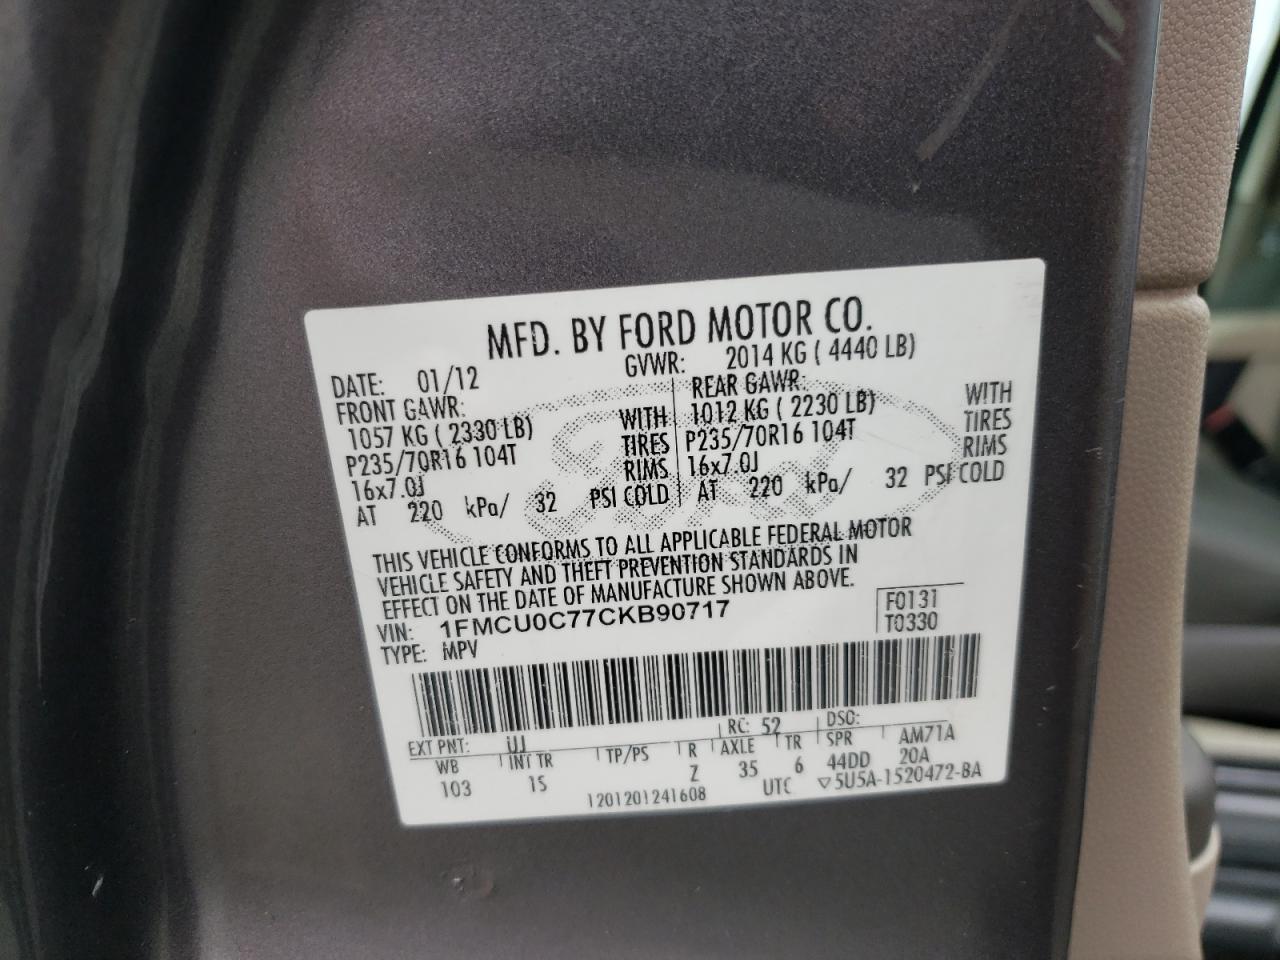 MFD. BY FORD MOTOR CO.
DATE: 01/12 GVWR: 2014 KG ( 4440 LB)
FRONT GAWR: REAR GAWR:
1057 KG ( 2330 LB) WITH 1012 KG ( 2230 LB) WITH
P235/70R16 104T TIRES P235/70R16 104T TIRES
16x7.0J RIMS 16x7.0J RIMS
AT 220 kPa/ 32 PSI COLD AT 220 kPa/ 32 PSI COLD
THIS VEHICLE CONFORMS TO ALL APPLICABLE FEDERAL MOTOR
VEHICLE SAFETY AND THEFT PREVENTION STANDARDS IN
EFFECT ON THE DATE OF MANUFACTURE SHOWN ABOVE.
VIN: 1FMCU0C77CKB90717 F0131
TYPE: MPV T0330
EXT PNT: UJ RC: 52 DSO:
WB INT TR TP/PS R AXLE TR SPR AM71A
103 1S Z 35 6 44DD 20A
1201201241608 UTC ▽5U5A-1520472-BA